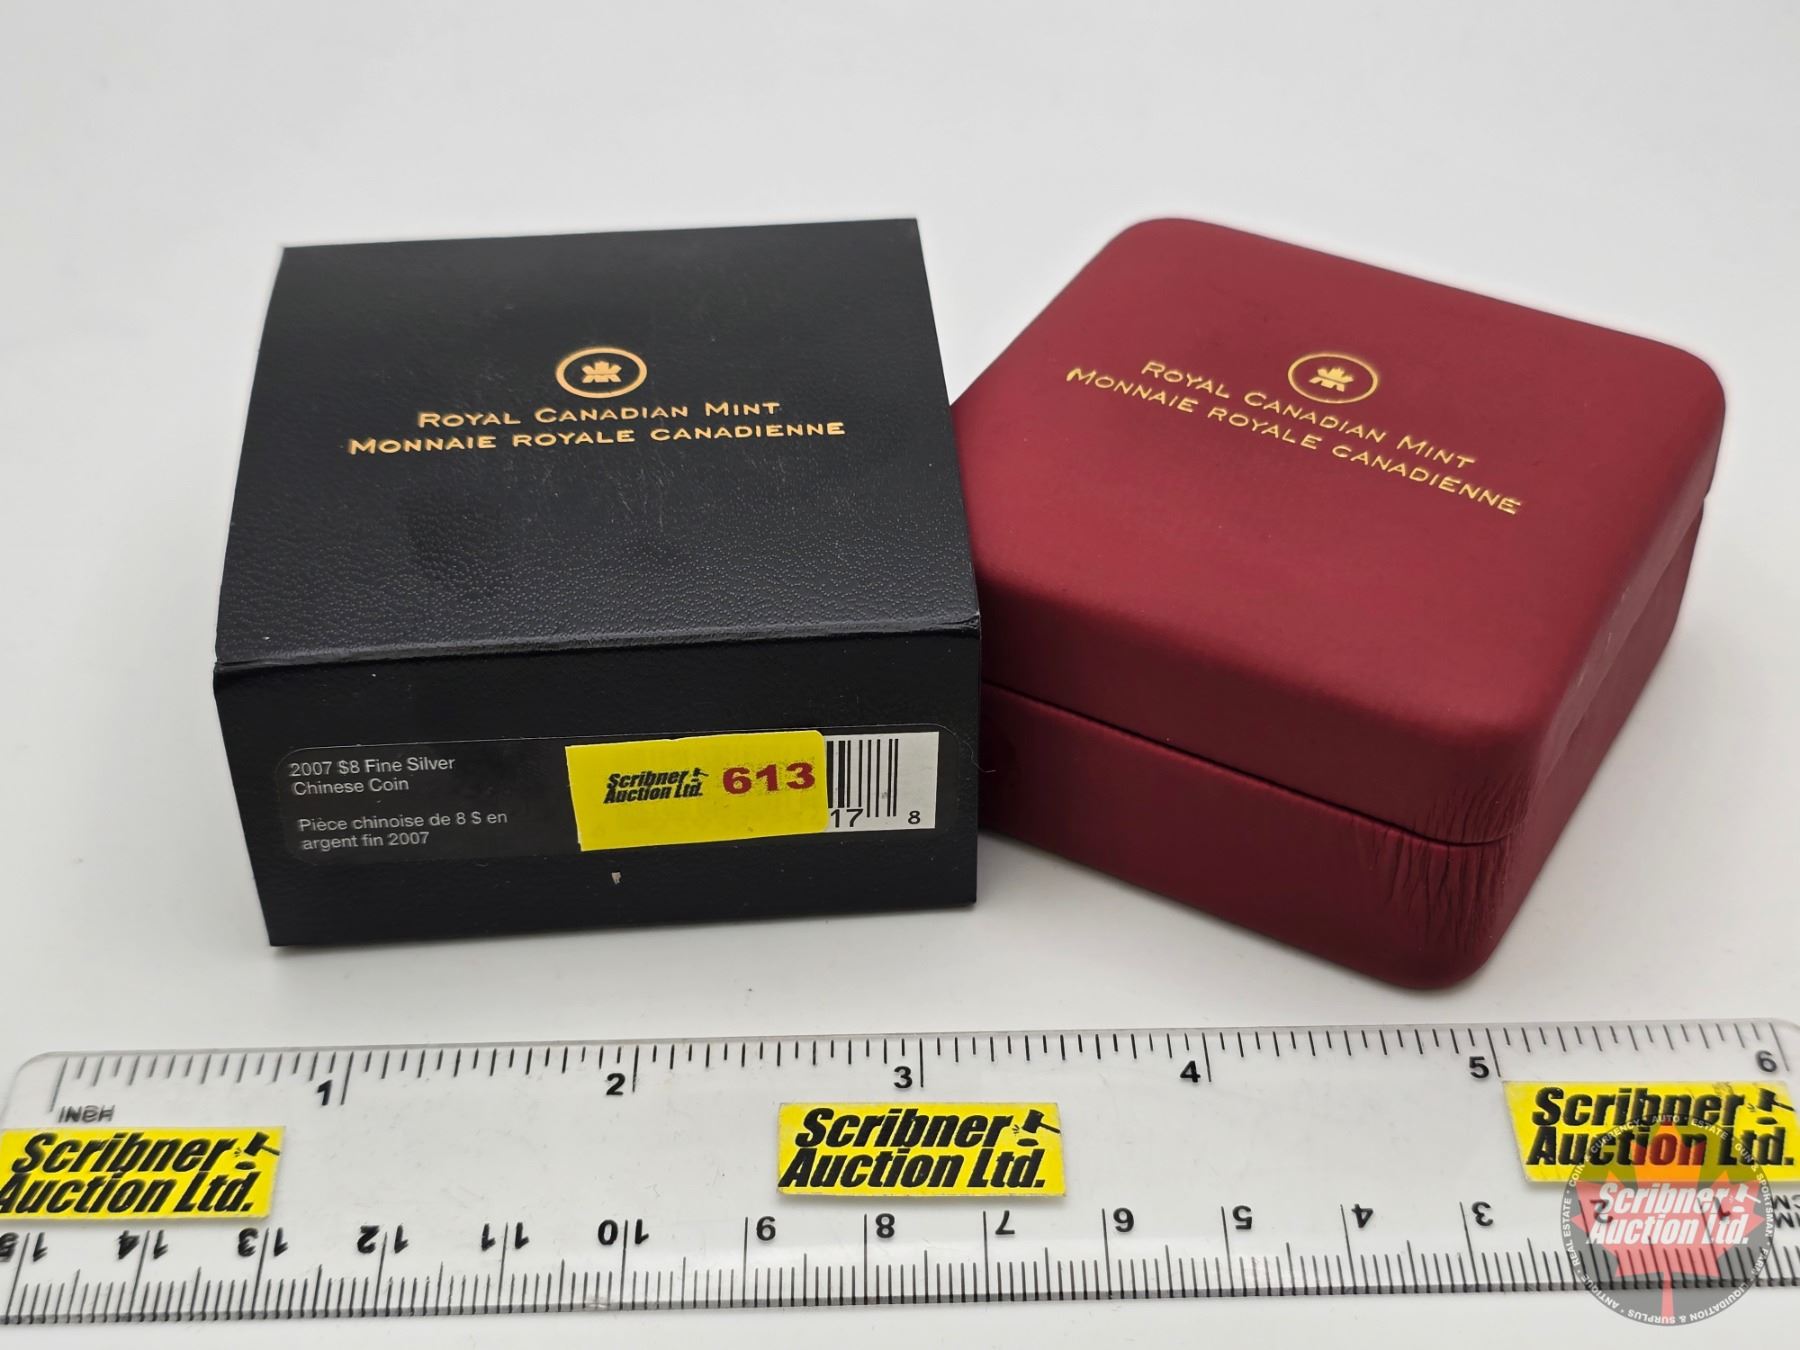 Royal Canadian Mint
Monnaie royale canadienne
Royal Canadian Mint
Monnaie royale canadienne
2007 $8 Fine Silver
Chinese Coin
Pièce chinoise de 8 $ en
argent fin 2007
Scribner
Auction Ltd.
613
17 8
1 2 3 4 5 6
INCH
Scribner
Auction Ltd.
Scribner
Auction Ltd.
Scribner
Auction Ltd.
15 14 13 12 11 10 9 8 7 6 5 4 3 2 1
Scribner
Auction Ltd.